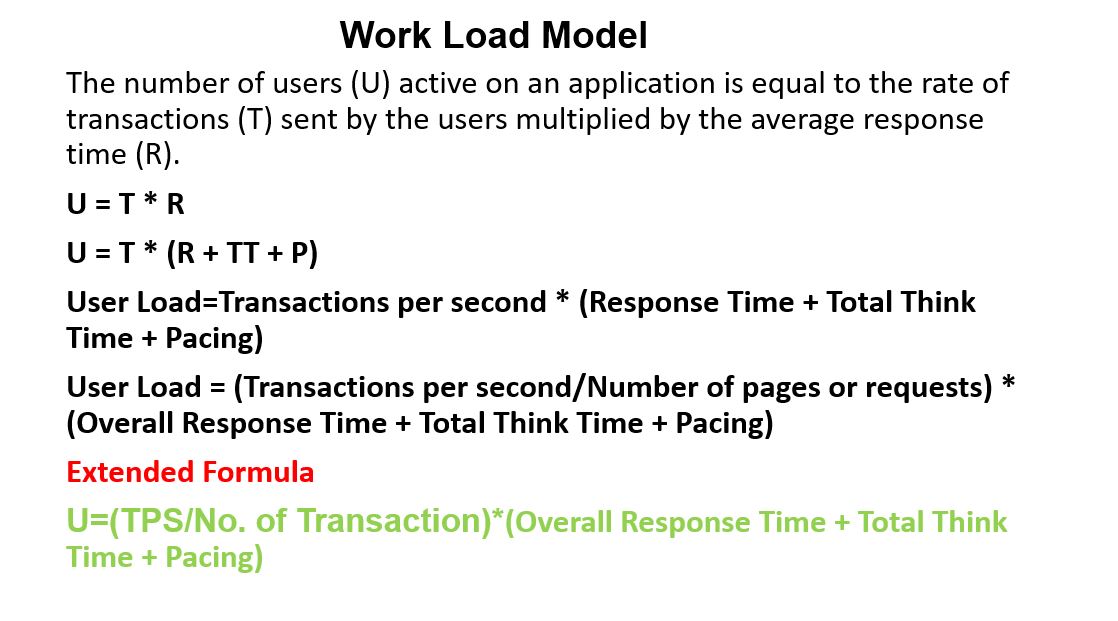 Work Load Model
The number of users (U) active on an application is equal to the rate of
transactions (T) sent by the users multiplied by the average response
time (R).
U = T * R
U = T * (R + TT + P)
User Load=Transactions per second * (Response Time + Total Think
Time + Pacing)
User Load = (Transactions per second/Number of pages or requests) *
(Overall Response Time + Total Think Time + Pacing)
Extended Formula
U=(TPS/No. of Transaction)*(Overall Response Time + Total Think
Time + Pacing)